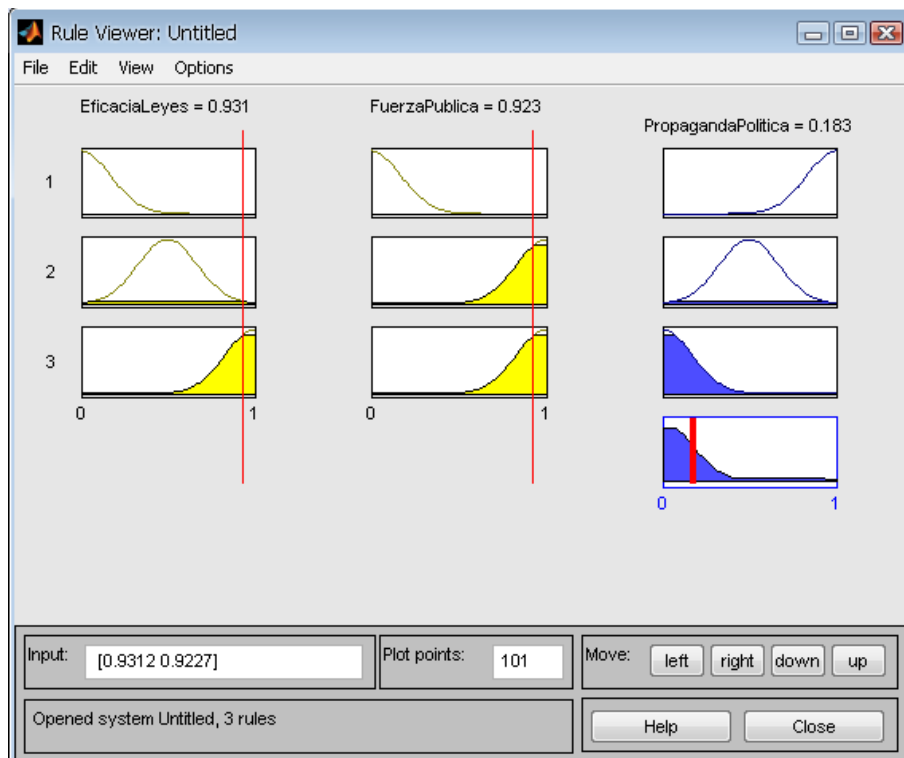 Rule Viewer: Untitled
File Edit View Options
EficaciaLeyes = 0.931
FuerzaPublica = 0.923
PropagandaPolitica = 0.183
1
2
3
0 1
0 1
0 1
Input: [0.9312 0.9227]
Plot points: 101
Move: left right down up
Opened system Untitled, 3 rules
Help Close